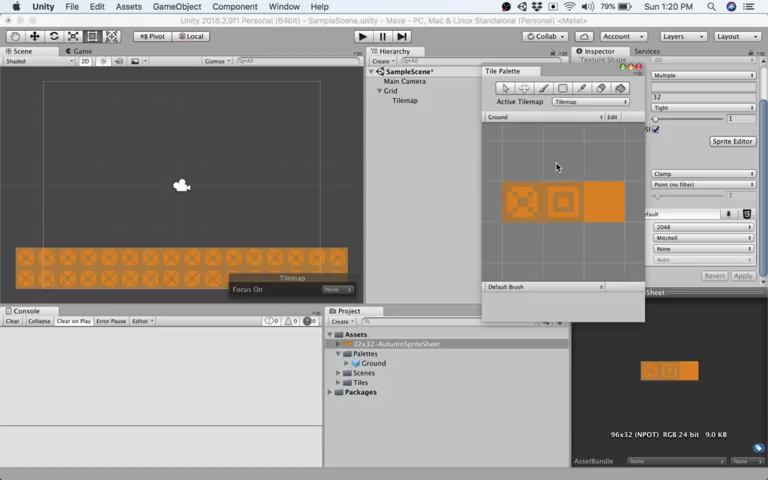 Unity File Edit Assets GameObject Component Window Help 79% Sun 1:20 PM
Unity 2018.2.9f1 Personal (64bit) - SampleScene.unity - Maze - PC, Mac & Linux Standalone (Personal) <Metal>
Pivot Local Collab Account Layers Layout
Scene Game Hierarchy Inspector Services
Shaded 2D Gizmos All Create All
SampleScene*
Main Camera
Grid
Tilemap
Tile Palette
Active Tilemap Tilemap
Ground Edit
Default Brush
Multiple
32
Tight
1
Sprite Editor
Clamp
Point (no filter)
1
2048
Mitchell
None
Auto
Revert Apply
Tilemap
Focus On None
Console
Clear Collapse Clear on Play Error Pause Editor 0 0 0
Project
Create
Assets
32x32-AutumnSpriteSheet
Palettes
Ground
Scenes
Tiles
Packages
Sheet
96x32 (NPOT) RGB 24 bit 9.0 KB
AssetBundle None None